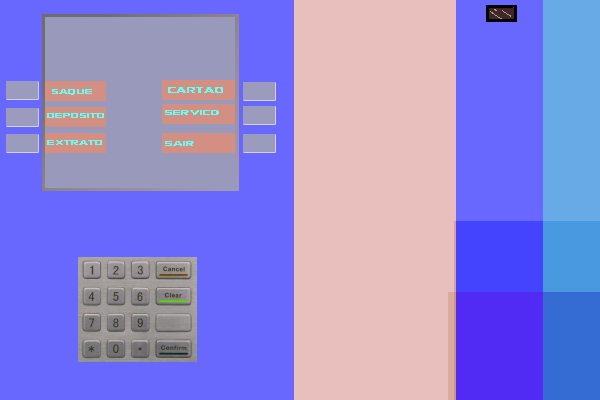 SAQUE
CARTAO
DEPOSITO
SERVICO
EXTRATO
SAIR
1 2 3 Cancel
4 5 6 Clear
7 8 9
* 0 . Confirm